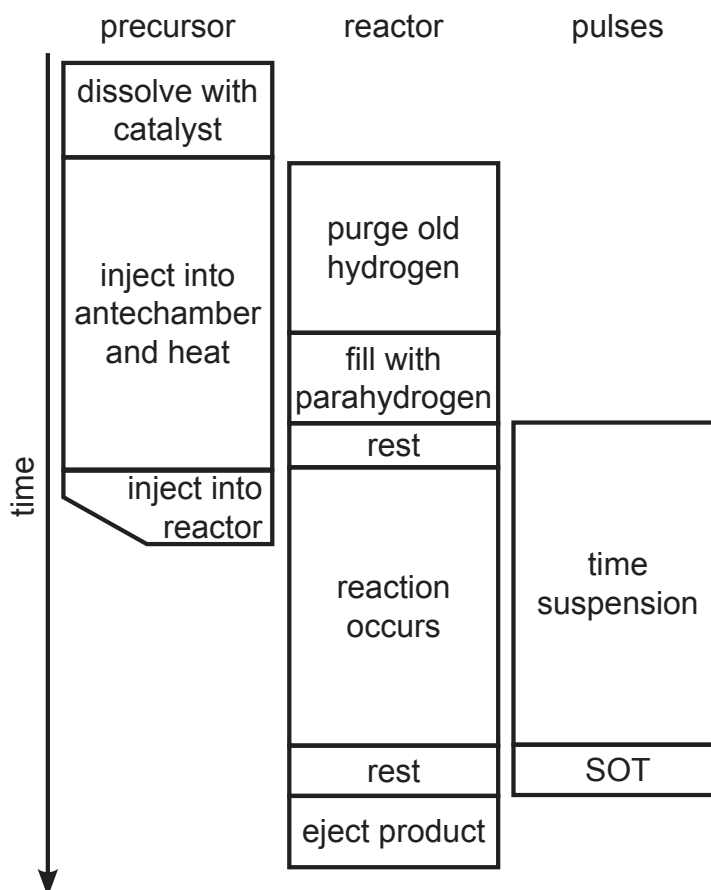 precursor
reactor
pulses
dissolve with
catalyst
inject into
antechamber
and heat
inject into
reactor
purge old
hydrogen
fill with
parahydrogen
rest
reaction
occurs
rest
eject product
time
suspension
SOT
time